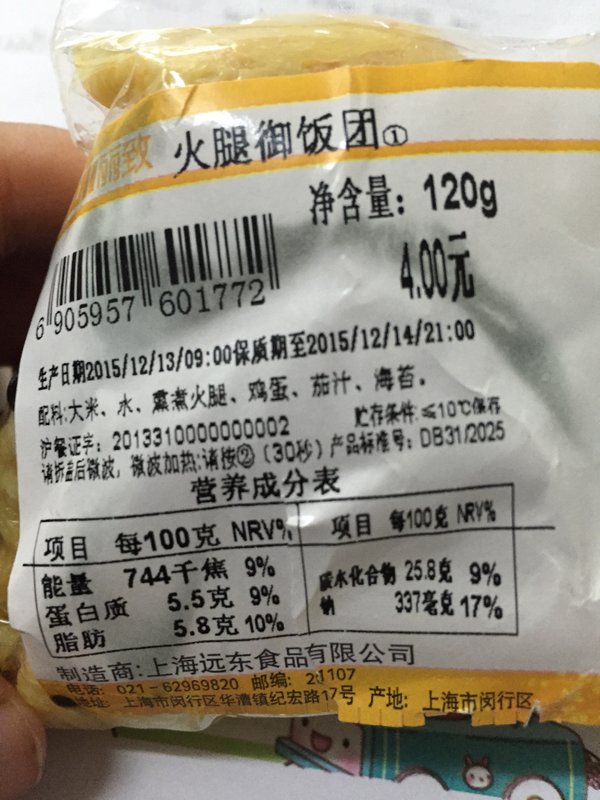 丽致 火腿御饭团①
净含量: 120g
4.00元
6 905957 601772
生产日期2015/12/13/09:00保质期至2015/12/14/21:00
配料:大米、水、蒸煮火腿、鸡蛋、茄汁、海苔。
贮存条件:≤10℃保存
沪餐证字: 2013310000000002
请拆盖后微波, 微波加热:请按②(30秒)产品标准号: DB31/2025
营养成分表
项目 每100克 NRV% 项目 每100克 NRV%
能量 744千焦 9% 碳水化合物 25.8克 9%
蛋白质 5.5克 9% 钠 337毫克 17%
脂肪 5.8克 10%
制造商:上海远东食品有限公司
电话: 021-62969820 邮编: 21107
地址: 上海市闵行区华漕镇纪宏路17号 产地: 上海市闵行区